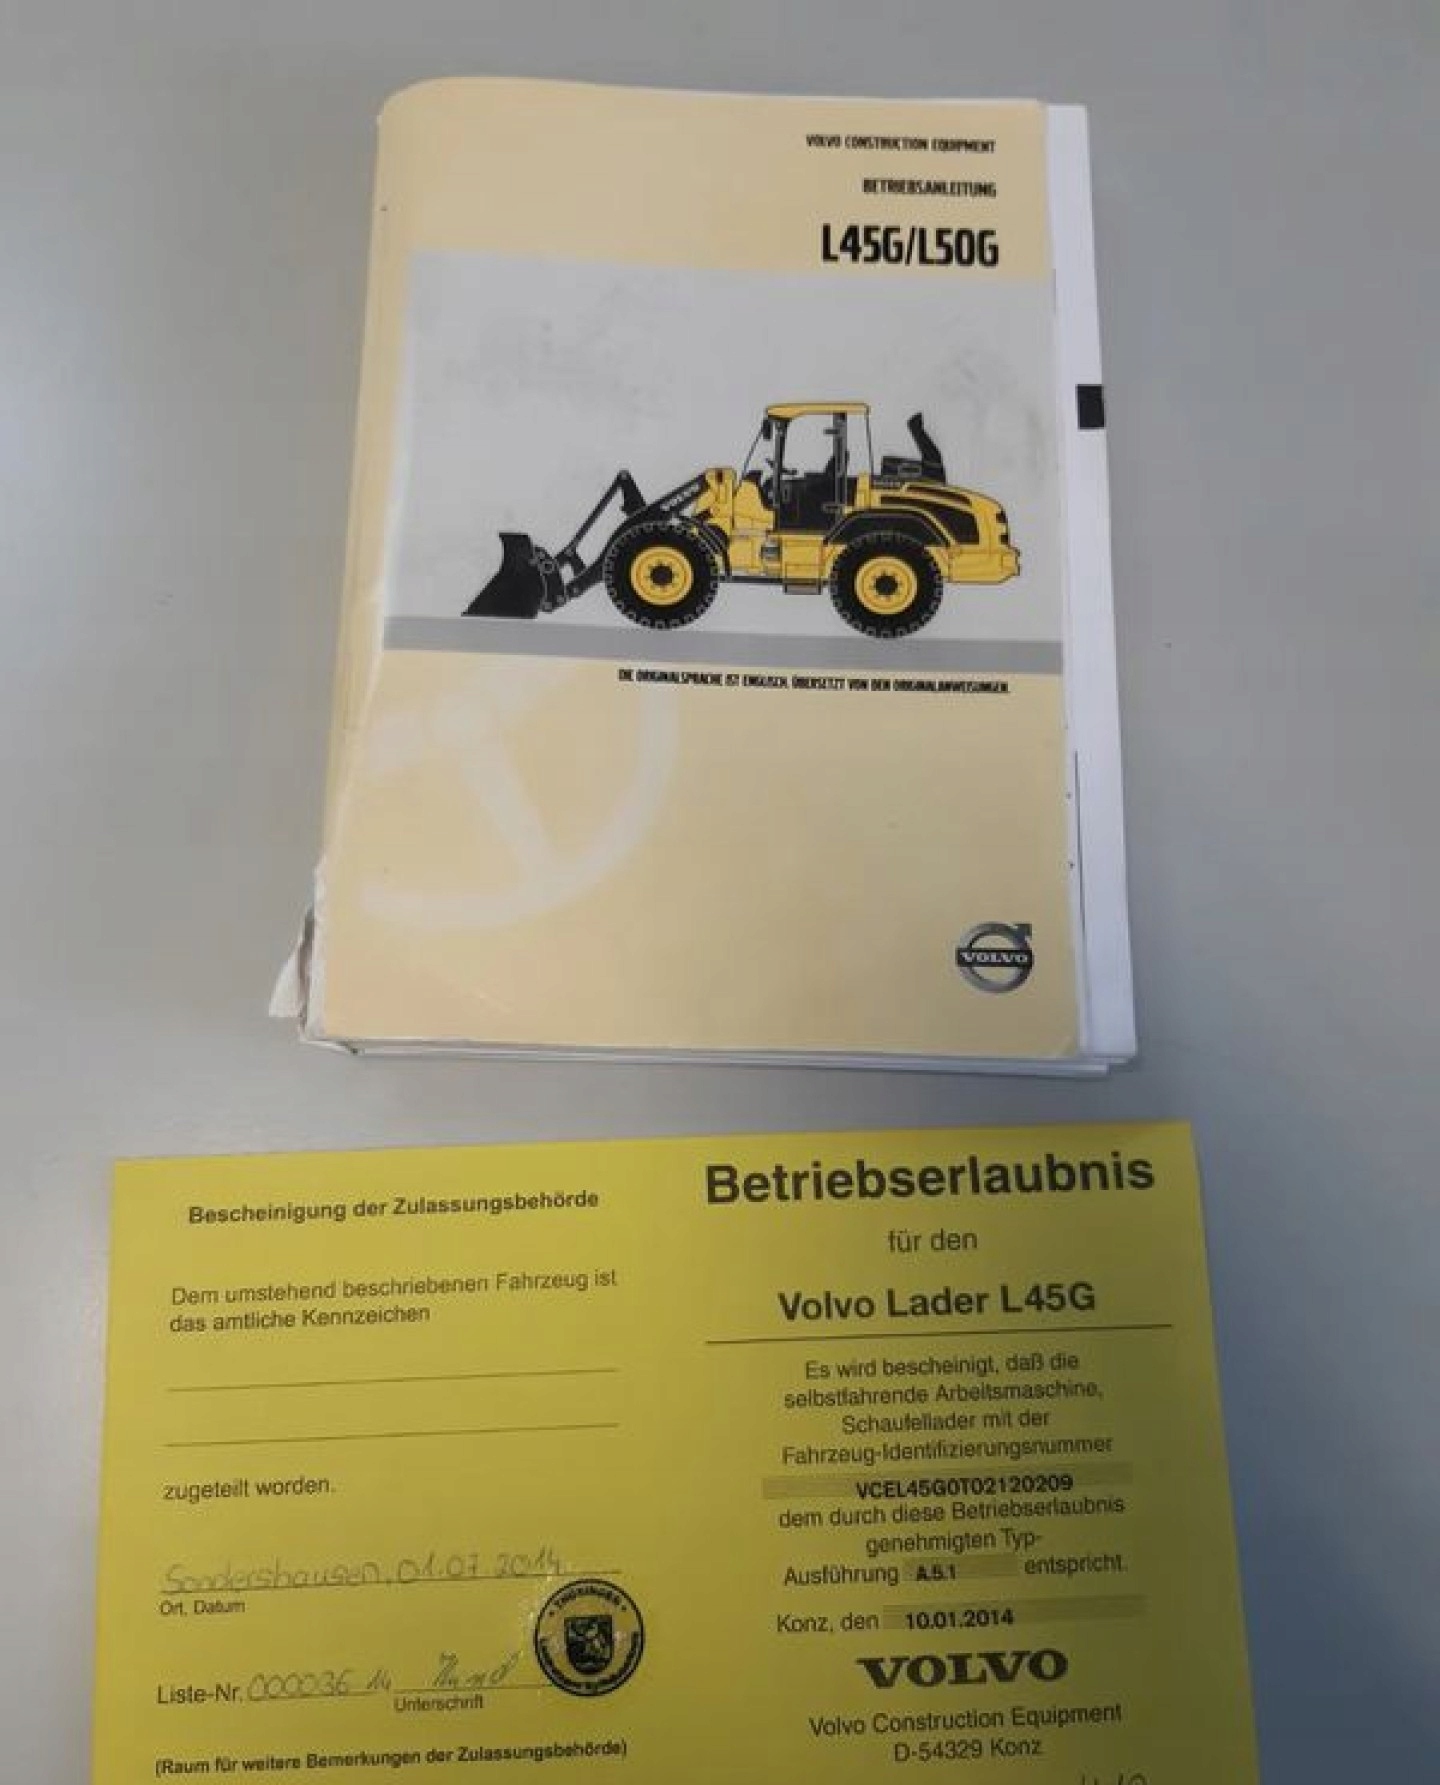 VOLVO CONSTRUCTION EQUIPMENT
BETRIEBSANLEITUNG
L45G/L50G
VOLVO
DIE ORIGINALSPRACHE IST ENGLISCH. ÜBERSETZT VON DEN ORIGINALANWEISUNGEN.
VOLVO
Bescheinigung der Zulassungsbehörde
Dem umstehend beschriebenen Fahrzeug ist
das amtliche Kennzeichen
zugeteilt worden.
Sondershausen, 01.07.2014
Ort, Datum
Liste-Nr. 000036 14
Unterschrift
THÜRINGEN
(Raum für weitere Bemerkungen der Zulassungsbehörde)
Betriebserlaubnis
für den
Volvo Lader L45G
Es wird bescheinigt, daß die
selbstfahrende Arbeitsmaschine,
Schaufellader mit der
Fahrzeug-Identifizierungsnummer
VCEL45G0T02120209
dem durch diese Betriebserlaubnis
genehmigten Typ-
Ausführung A.5.1 entspricht.
Konz, den 10.01.2014
VOLVO
Volvo Construction Equipment
D-54329 Konz